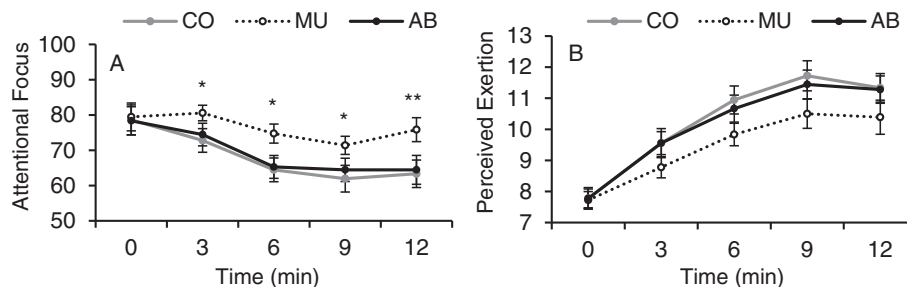 CO MU AB
100
90
80
70
60
50
Attentional Focus
A
*
*
*
**
0 3 6 9 12
Time (min)
CO MU AB
13
12
11
10
9
8
7
Perceived Exertion
B
0 3 6 9 12
Time (min)